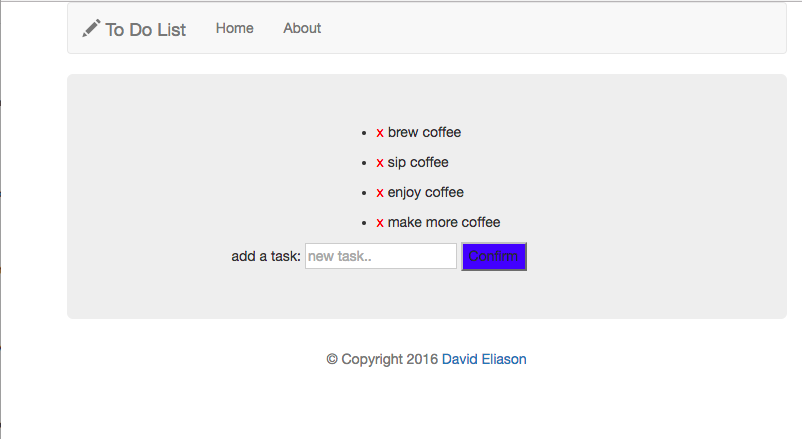 To Do List Home About
x brew coffee
x sip coffee
x enjoy coffee
x make more coffee
add a task: new task.. Confirm
© Copyright 2016 David Eliason